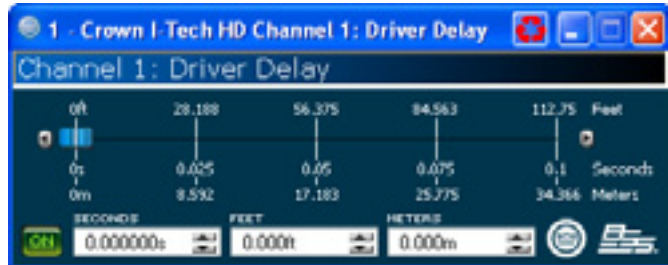 1 - Crown I-Tech HD Channel 1: Driver Delay
Channel 1: Driver Delay
0ft 28.188 56.375 84.563 112.75 Feet
0s 0.025 0.05 0.075 0.1 Seconds
0m 8.592 17.183 25.775 34.366 Meters
SECONDS FEET METERS
ON 0.000000s 0.000ft 0.000m BSS